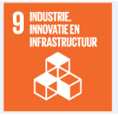 9 INDUSTRIE,
INNOVATIE EN
INFRASTRUCTUUR